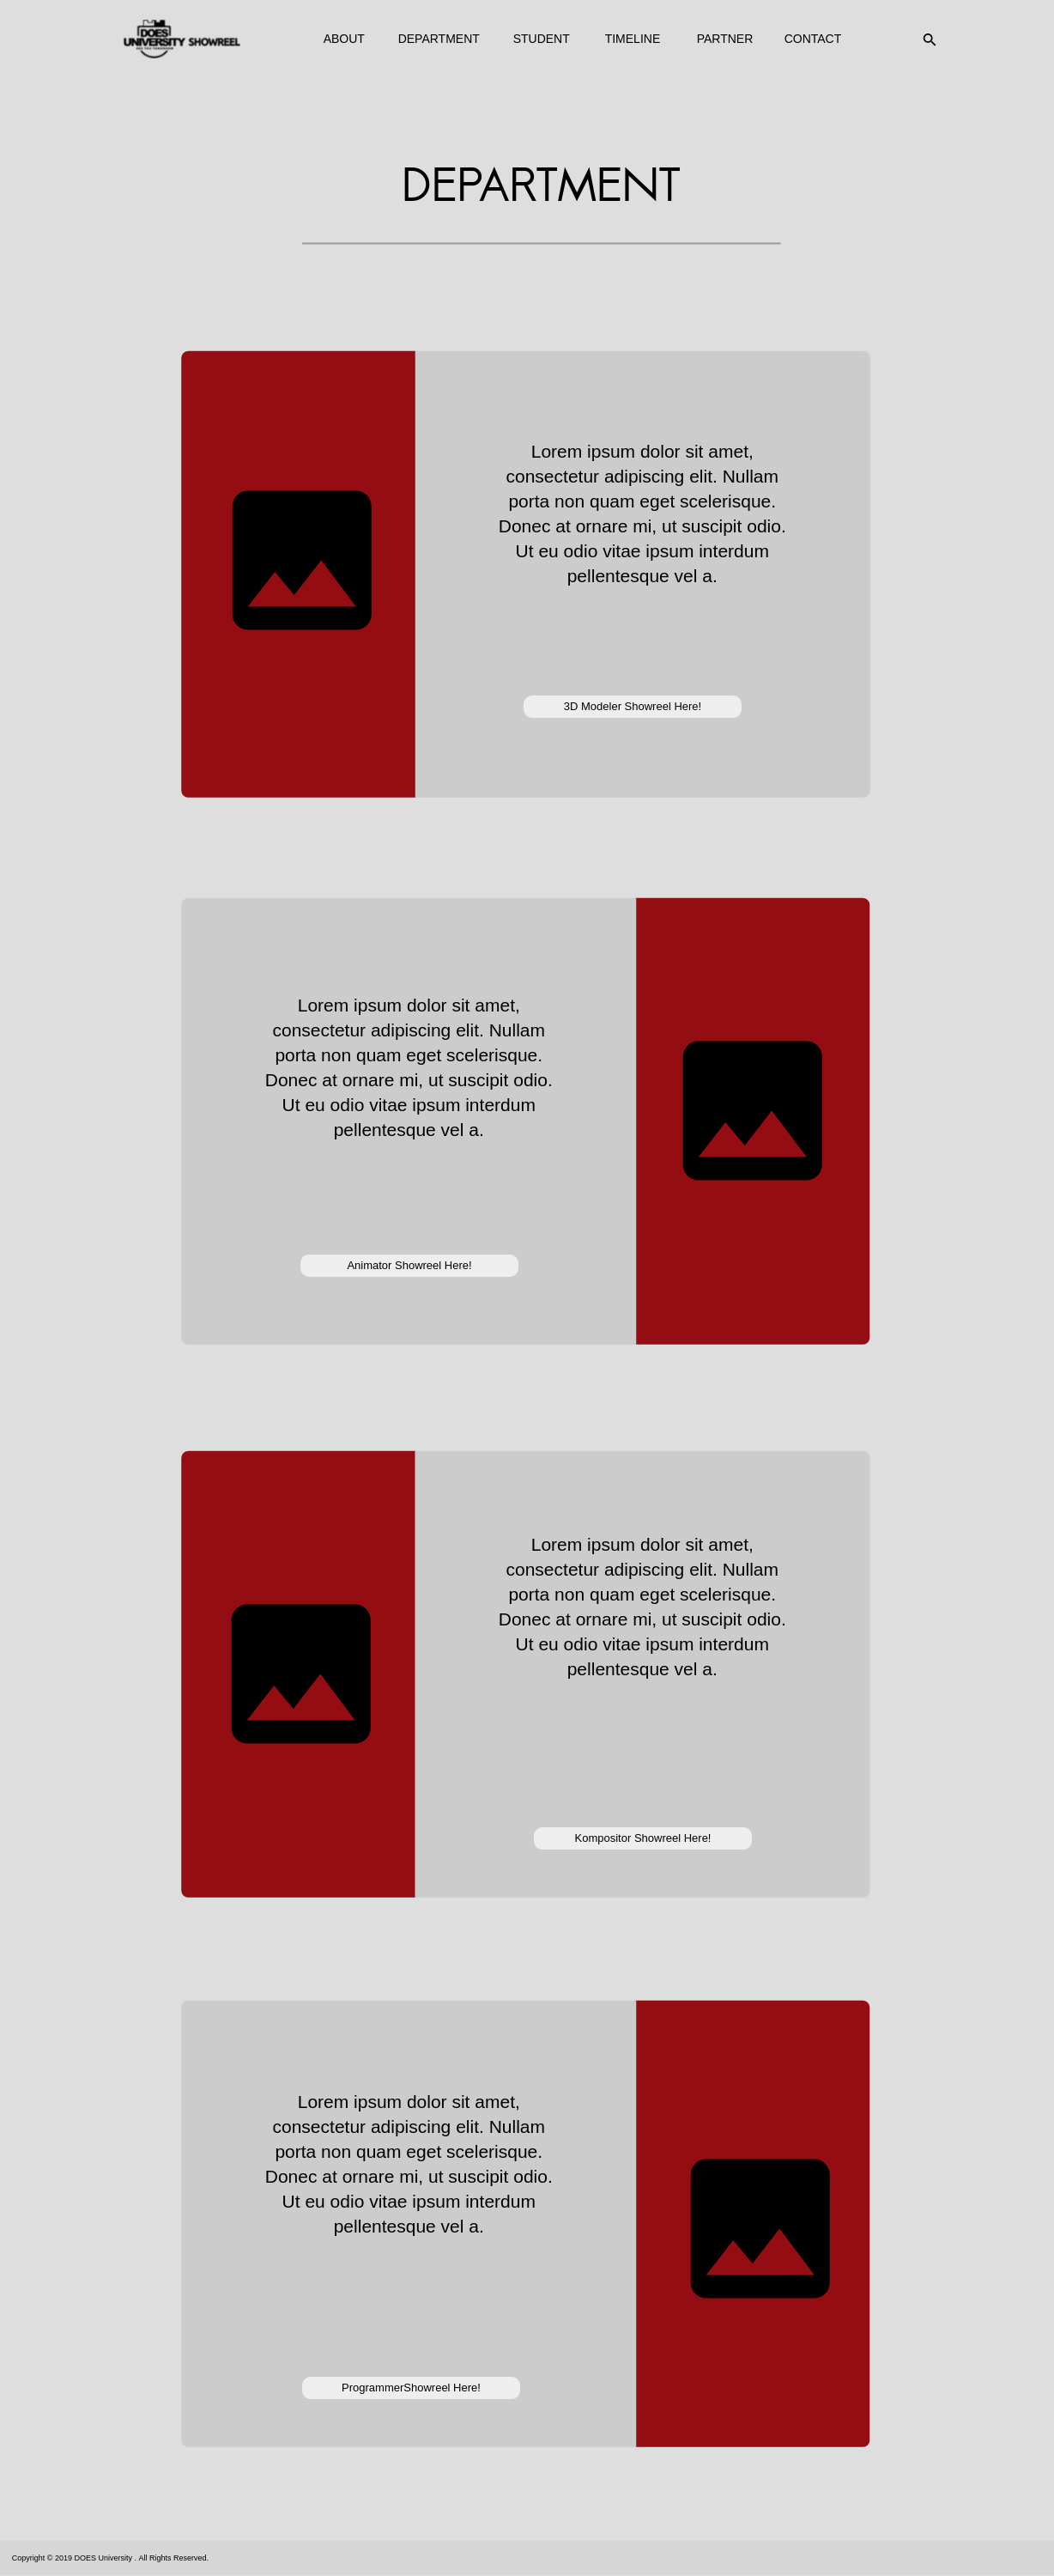 DOES
UNIVERSITY SHOWREEL
ABOUT DEPARTMENT STUDENT TIMELINE PARTNER CONTACT
DEPARTMENT
Lorem ipsum dolor sit amet,
consectetur adipiscing elit. Nullam
porta non quam eget scelerisque.
Donec at ornare mi, ut suscipit odio.
Ut eu odio vitae ipsum interdum
pellentesque vel a.
3D Modeler Showreel Here!
Lorem ipsum dolor sit amet,
consectetur adipiscing elit. Nullam
porta non quam eget scelerisque.
Donec at ornare mi, ut suscipit odio.
Ut eu odio vitae ipsum interdum
pellentesque vel a.
Animator Showreel Here!
Lorem ipsum dolor sit amet,
consectetur adipiscing elit. Nullam
porta non quam eget scelerisque.
Donec at ornare mi, ut suscipit odio.
Ut eu odio vitae ipsum interdum
pellentesque vel a.
Kompositor Showreel Here!
Lorem ipsum dolor sit amet,
consectetur adipiscing elit. Nullam
porta non quam eget scelerisque.
Donec at ornare mi, ut suscipit odio.
Ut eu odio vitae ipsum interdum
pellentesque vel a.
ProgrammerShowreel Here!
Copyright © 2019 DOES University . All Rights Reserved.